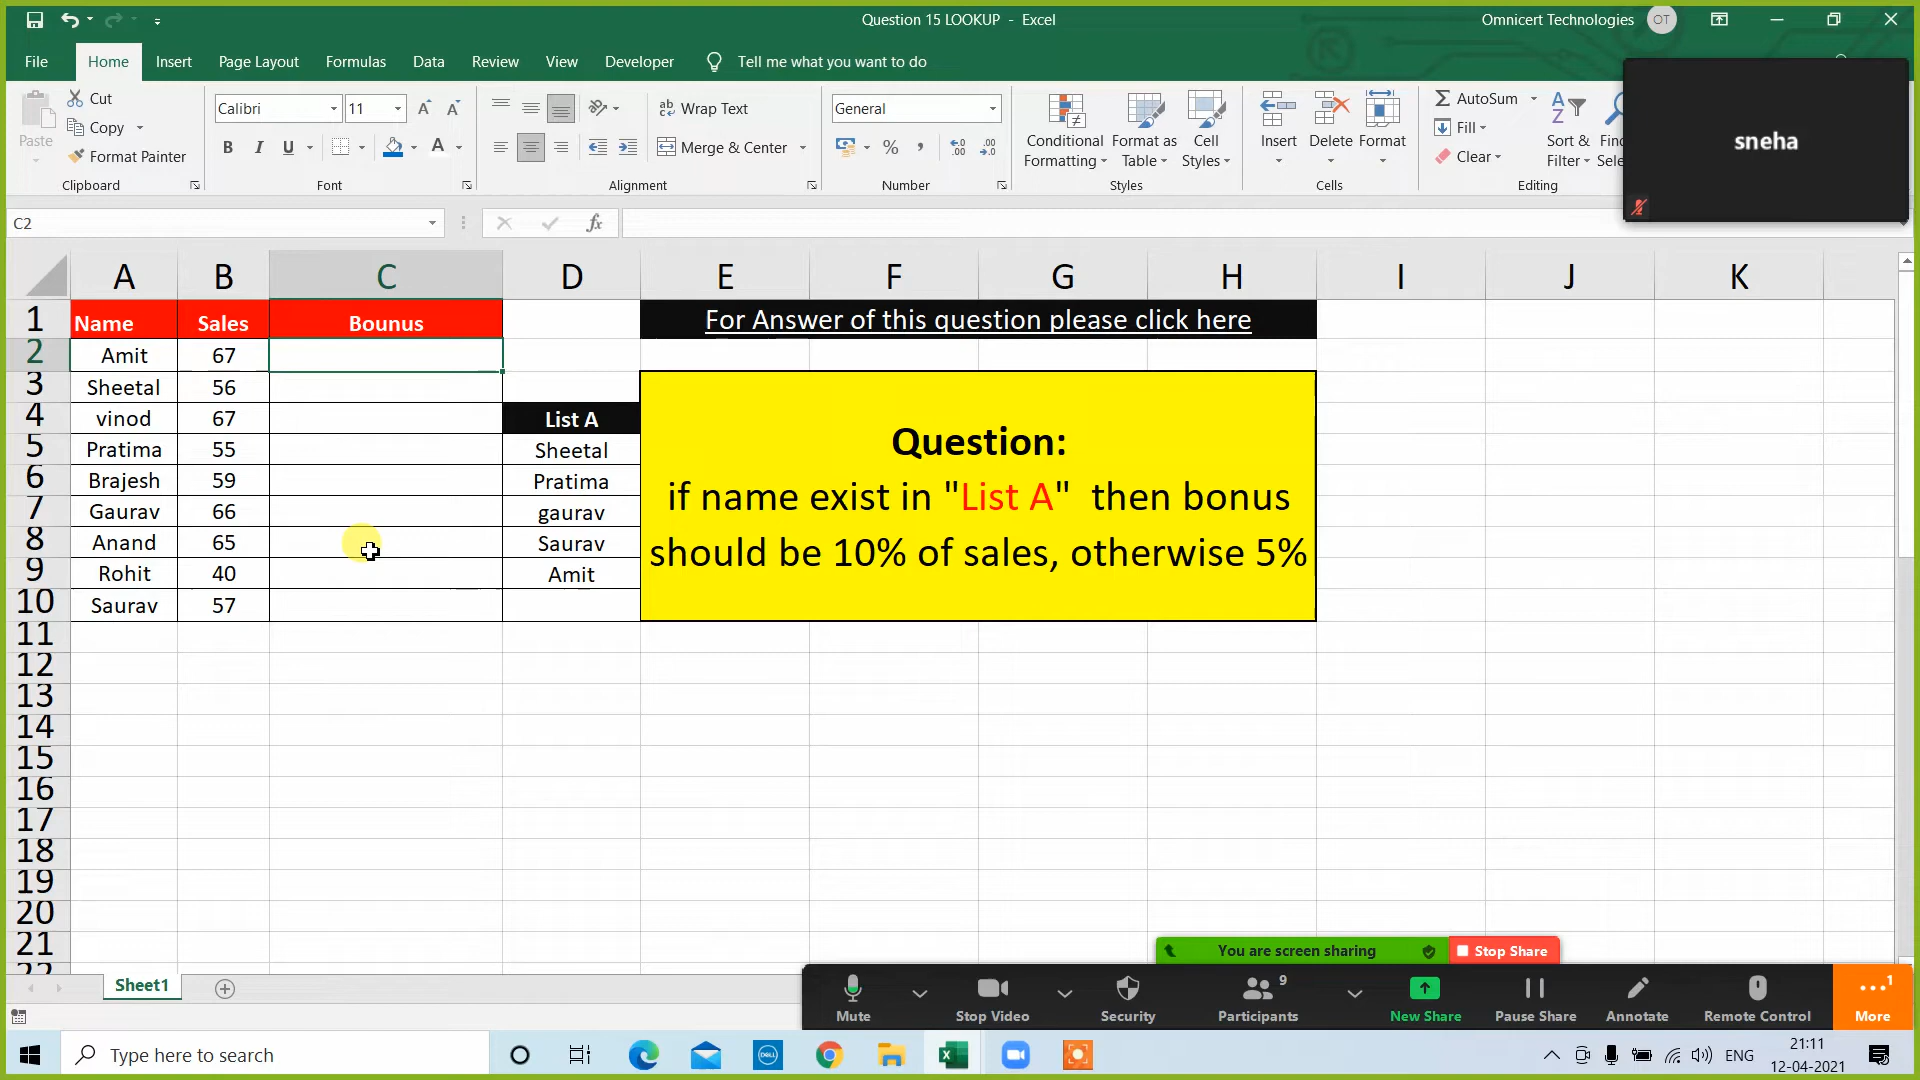 Question 15 LOOKUP - Excel
Omnicert Technologies OT
File Home Insert Page Layout Formulas Data Review View Developer Tell me what you want to do
Cut
Copy
Format Painter
Paste
Clipboard
Calibri 11
B I U
Font
Wrap Text
Merge & Center
Alignment
General
Number
Conditional Formatting
Format as Table
Cell Styles
Styles
Insert Delete Format
Cells
AutoSum
Fill
Clear
Sort & Filter
Editing
sneha
C2
fx
A B C D E F G H I J K
1 Name Sales Bounus For Answer of this question please click here
2 Amit 67
3 Sheetal 56
4 vinod 67 List A
5 Pratima 55 Sheetal
6 Brajesh 59 Pratima
7 Gaurav 66 gaurav
8 Anand 65 Saurav
9 Rohit 40 Amit
10 Saurav 57
Question:
if name exist in "List A" then bonus
should be 10% of sales, otherwise 5%
11
12
13
14
15
16
17
18
19
20
21
22
You are screen sharing Stop Share
Sheet1
Mute Stop Video Security Participants 9 New Share Pause Share Annotate Remote Control More 1
Type here to search
DELL
ENG
21:11
12-04-2021